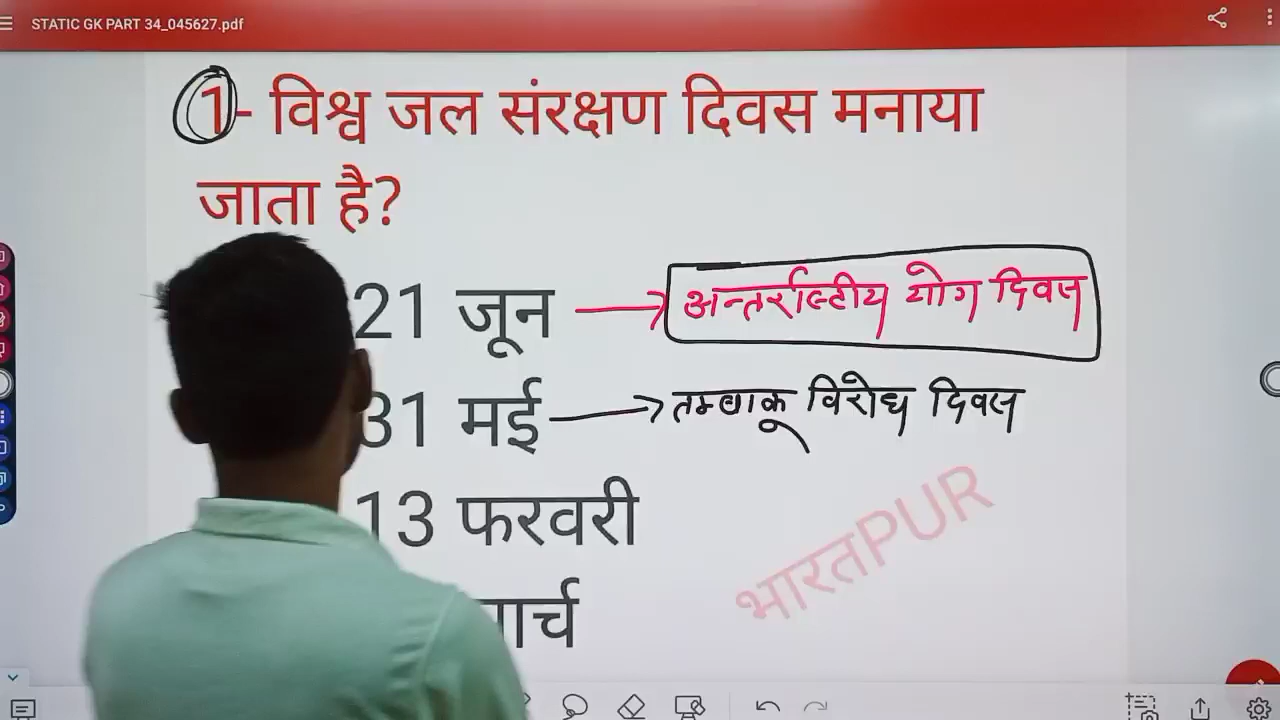 STATIC GK PART 34_045627.pdf
1- विश्व जल संरक्षण दिवस मनाया
जाता है?
21 जून → अन्तर्राष्टीय योग दिवस
31 मई → तम्बाकू विरोध दिवस
13 फरवरी
भारतPUR